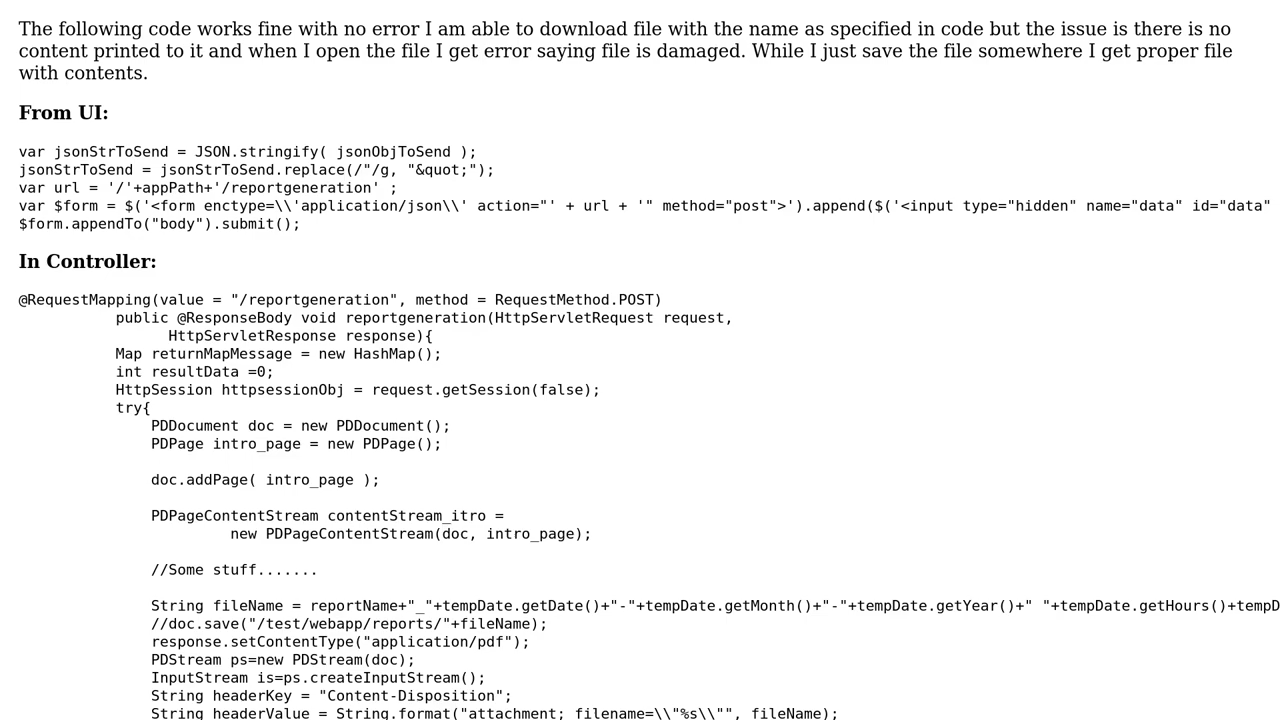 The following code works fine with no error I am able to download file with the name as specified in code but the issue is there is no
content printed to it and when I open the file I get error saying file is damaged. While I just save the file somewhere I get proper file
with contents.
From UI:
var jsonStrToSend = JSON.stringify( jsonObjToSend );
jsonStrToSend = jsonStrToSend.replace(/"/g, "&quot;");
var url = '/'+appPath+'/reportgeneration' ;
var $form = $('<form enctype=\\'application/json\\' action="' + url + '" method="post">').append($('<input type="hidden" name="data" id="data"
$form.appendTo("body").submit();
In Controller:
@RequestMapping(value = "/reportgeneration", method = RequestMethod.POST)
public @ResponseBody void reportgeneration(HttpServletRequest request,
HttpServletResponse response){
Map returnMapMessage = new HashMap();
int resultData =0;
HttpSession httpsessionObj = request.getSession(false);
try{
PDDocument doc = new PDDocument();
PDPage intro_page = new PDPage();
doc.addPage( intro_page );
PDPageContentStream contentStream_itro =
new PDPageContentStream(doc, intro_page);
//Some stuff.......
String fileName = reportName+"_"+tempDate.getDate()+"-"+tempDate.getMonth()+"-"+tempDate.getYear()+" "+tempDate.getHours()+tempD
//doc.save("/test/webapp/reports/"+fileName);
response.setContentType("application/pdf");
PDStream ps=new PDStream(doc);
InputStream is=ps.createInputStream();
String headerKey = "Content-Disposition";
String headerValue = String.format("attachment; filename=\\"%s\\"", fileName);